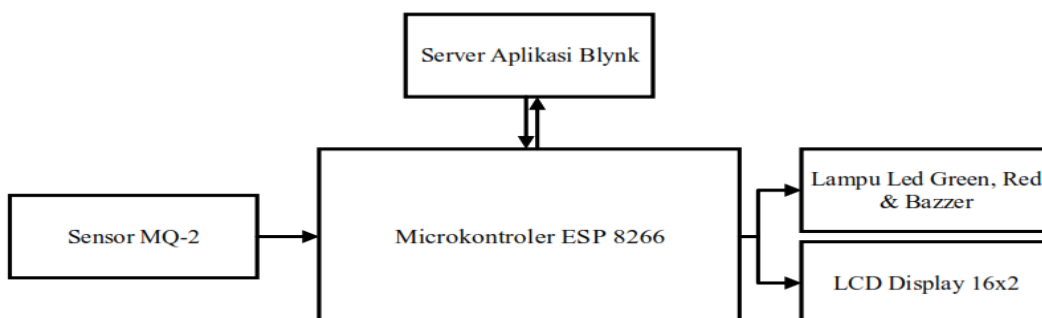 Server Aplikasi Blynk
Sensor MQ-2
Microkontroler ESP 8266
Lampu Led Green, Red
& Bazzer
LCD Display 16x2